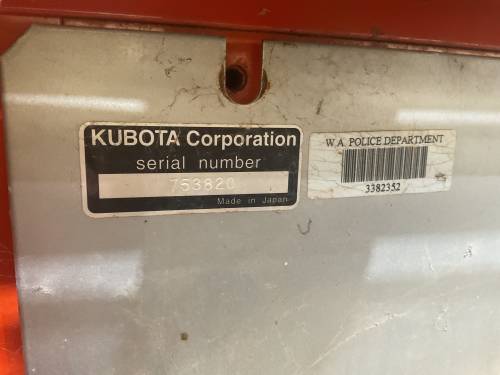 KUBOTA Corporation
serial number
753820
Made in Japan
W.A. POLICE DEPARTMENT
3382352